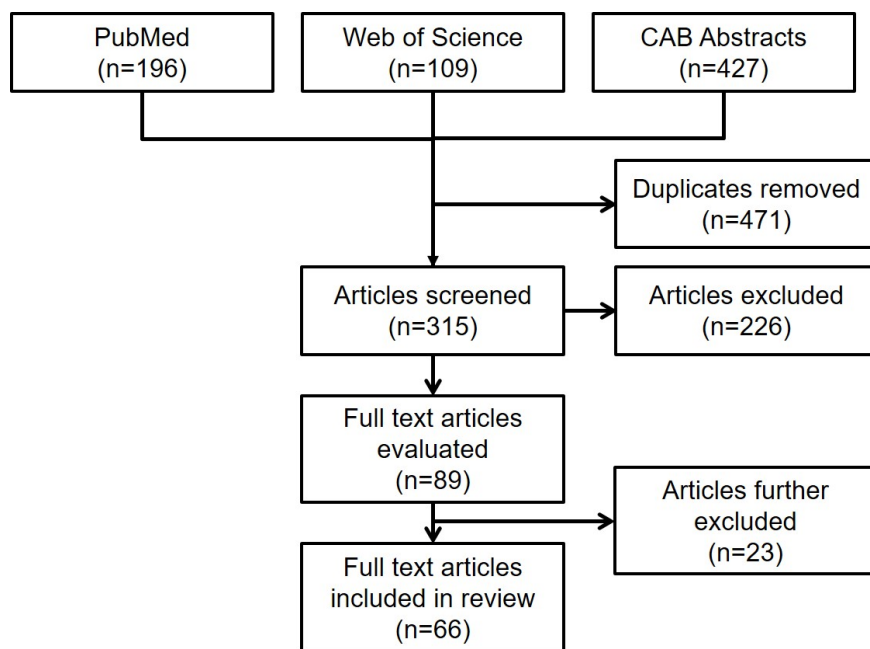 PubMed
(n=196)
Web of Science
(n=109)
CAB Abstracts
(n=427)
Duplicates removed
(n=471)
Articles screened
(n=315)
Articles excluded
(n=226)
Full text articles
evaluated
(n=89)
Articles further
excluded
(n=23)
Full text articles
included in review
(n=66)